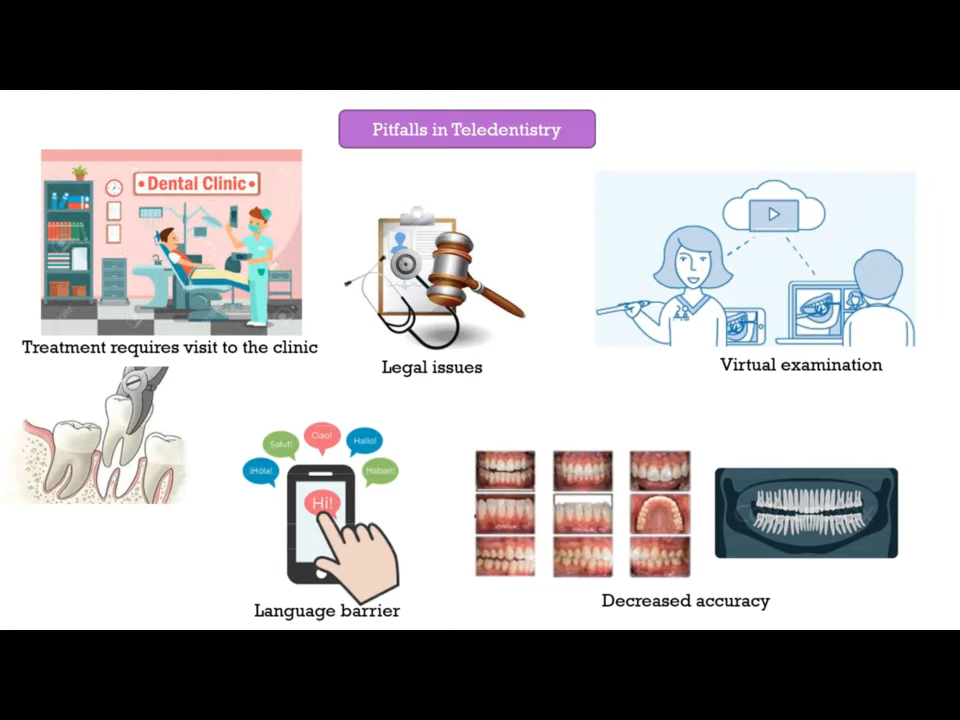 Pitfalls in Teledentistry
• Dental Clinic •
Treatment requires visit to the clinic
Legal issues
Virtual examination
Salut!
Ciao!
Hallo!
¡Hola!
Habari!
Hi!
Language barrier
Decreased accuracy